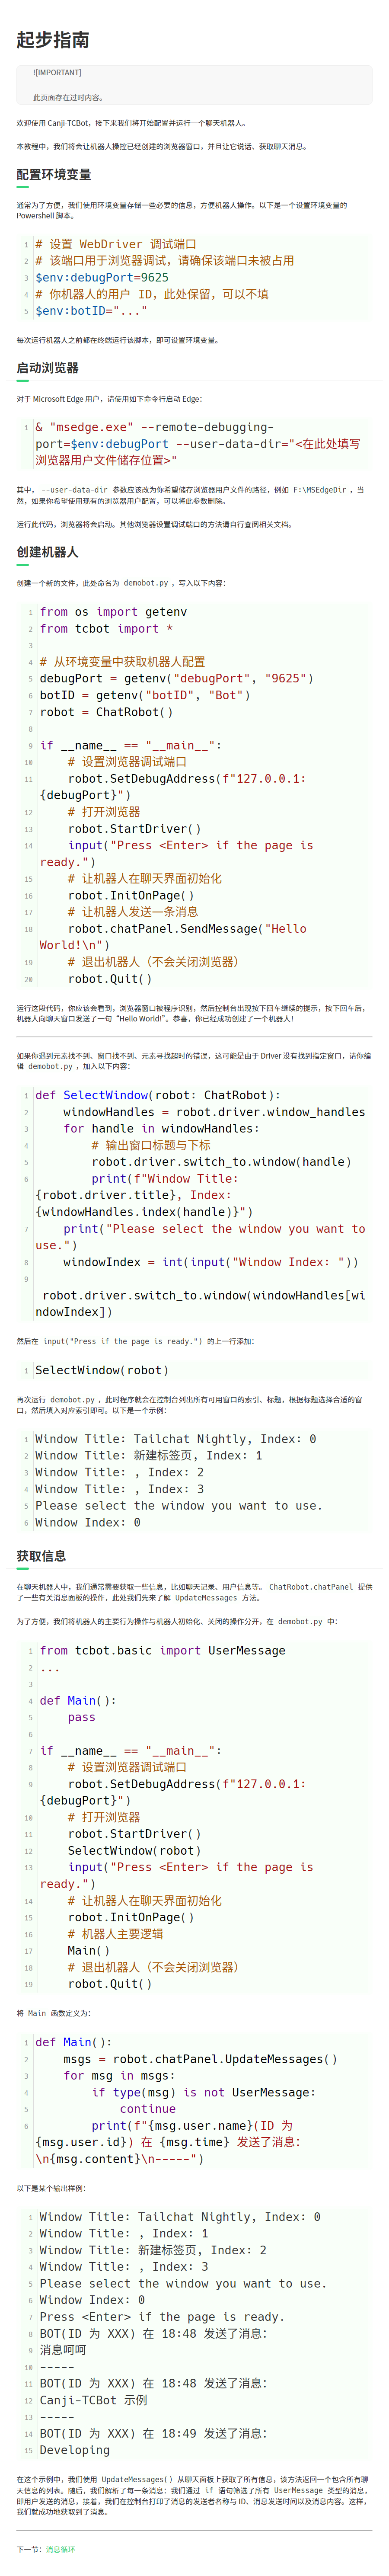 起步指南
![IMPORTANT]
此页面存在过时内容。
欢迎使用 Canji-TCBot，接下来我们将开始配置并运行一个聊天机器人。
本教程中，我们将会让机器人操控已经创建的浏览器窗口，并且让它说话、获取聊天消息。
配置环境变量
通常为了方便，我们使用环境变量存储一些必要的信息，方便机器人操作。以下是一个设置环境变量的
Powershell 脚本。
1 # 设置 WebDriver 调试端口
2 # 该端口用于浏览器调试，请确保该端口未被占用
3 $env:debugPort=9625
4 # 你机器人的用户 ID，此处保留，可以不填
5 $env:botID="..."
每次运行机器人之前都在终端运行该脚本，即可设置环境变量。
启动浏览器
对于 Microsoft Edge 用户，请使用如下命令行启动 Edge：
1 & "msedge.exe" --remote-debugging-
port=$env:debugPort --user-data-dir="<在此处填写
浏览器用户文件储存位置>"
其中， --user-data-dir 参数应该改为你希望储存浏览器用户文件的路径，例如 F:\MSEdgeDir ，当
然，如果你希望使用现有的浏览器用户配置，可以将此参数删除。
运行此代码，浏览器将会启动。其他浏览器设置调试端口的方法请自行查阅相关文档。
创建机器人
创建一个新的文件，此处命名为 demobot.py ，写入以下内容：
1 from os import getenv
2 from tcbot import *
3
4 # 从环境变量中获取机器人配置
5 debugPort = getenv("debugPort", "9625")
6 botID = getenv("botID", "Bot")
7 robot = ChatRobot()
8
9 if __name__ == "__main__":
10 # 设置浏览器调试端口
11 robot.SetDebugAddress(f"127.0.0.1:
{debugPort}")
12 # 打开浏览器
13 robot.StartDriver()
14 input("Press <Enter> if the page is
ready.")
15 # 让机器人在聊天界面初始化
16 robot.InitOnPage()
17 # 让机器人发送一条消息
18 robot.chatPanel.SendMessage("Hello
World!\n")
19 # 退出机器人（不会关闭浏览器）
20 robot.Quit()
运行这段代码，你应该会看到，浏览器窗口被程序识别，然后控制台出现按下回车继续的提示，按下回车后，
机器人向聊天窗口发送了一句“Hello World!”。恭喜，你已经成功创建了一个机器人！
如果你遇到元素找不到、窗口找不到、元素寻找超时的错误，这可能是由于 Driver 没有找到指定窗口，请你编
辑 demobot.py ，加入以下内容：
1 def SelectWindow(robot: ChatRobot):
2 windowHandles = robot.driver.window_handles
3 for handle in windowHandles:
4 # 输出窗口标题与下标
5 robot.driver.switch_to.window(handle)
6 print(f"Window Title:
{robot.driver.title}, Index:
{windowHandles.index(handle)}")
7 print("Please select the window you want to
use.")
8 windowIndex = int(input("Window Index: "))
9
robot.driver.switch_to.window(windowHandles[wi
ndowIndex])
然后在 input("Press if the page is ready.") 的上一行添加：
1 SelectWindow(robot)
再次运行 demobot.py ，此时程序就会在控制台列出所有可用窗口的索引、标题，根据标题选择合适的窗
口，然后填入对应索引即可。以下是一个示例：
1 Window Title: Tailchat Nightly, Index: 0
2 Window Title: 新建标签页, Index: 1
3 Window Title: , Index: 2
4 Window Title: , Index: 3
5 Please select the window you want to use.
6 Window Index: 0
获取信息
在聊天机器人中，我们通常需要获取一些信息，比如聊天记录、用户信息等。 ChatRobot.chatPanel 提供
了一些有关消息面板的操作，此处我们先来了解 UpdateMessages 方法。
为了方便，我们将机器人的主要行为操作与机器人初始化、关闭的操作分开，在 demobot.py 中：
1 from tcbot.basic import UserMessage
2 ...
3
4 def Main():
5 pass
6
7 if __name__ == "__main__":
8 # 设置浏览器调试端口
9 robot.SetDebugAddress(f"127.0.0.1:
{debugPort}")
10 # 打开浏览器
11 robot.StartDriver()
12 SelectWindow(robot)
13 input("Press <Enter> if the page is
ready.")
14 # 让机器人在聊天界面初始化
15 robot.InitOnPage()
16 # 机器人主要逻辑
17 Main()
18 # 退出机器人（不会关闭浏览器）
19 robot.Quit()
将 Main 函数定义为：
1 def Main():
2 msgs = robot.chatPanel.UpdateMessages()
3 for msg in msgs:
4 if type(msg) is not UserMessage:
5 continue
6 print(f"{msg.user.name}(ID 为
{msg.user.id}) 在 {msg.time} 发送了消息：
\n{msg.content}\n-----")
以下是某个输出样例：
1 Window Title: Tailchat Nightly, Index: 0
2 Window Title: , Index: 1
3 Window Title: 新建标签页, Index: 2
4 Window Title: , Index: 3
5 Please select the window you want to use.
6 Window Index: 0
7 Press <Enter> if the page is ready.
8 BOT(ID 为 XXX) 在 18:48 发送了消息：
9 消息呵呵
10 -----
11 BOT(ID 为 XXX) 在 18:48 发送了消息：
12 Canji-TCBot 示例
13 -----
14 BOT(ID 为 XXX) 在 18:49 发送了消息：
15 Developing
在这个示例中，我们使用 UpdateMessages() 从聊天面板上获取了所有信息，该方法返回一个包含所有聊
天信息的列表。随后，我们解析了每一条消息：我们通过 if 语句筛选了所有 UserMessage 类型的消息，
即用户发送的消息，接着，我们在控制台打印了消息的发送者名称与 ID、消息发送时间以及消息内容。这样，
我们就成功地获取到了消息。
下一节：消息循环